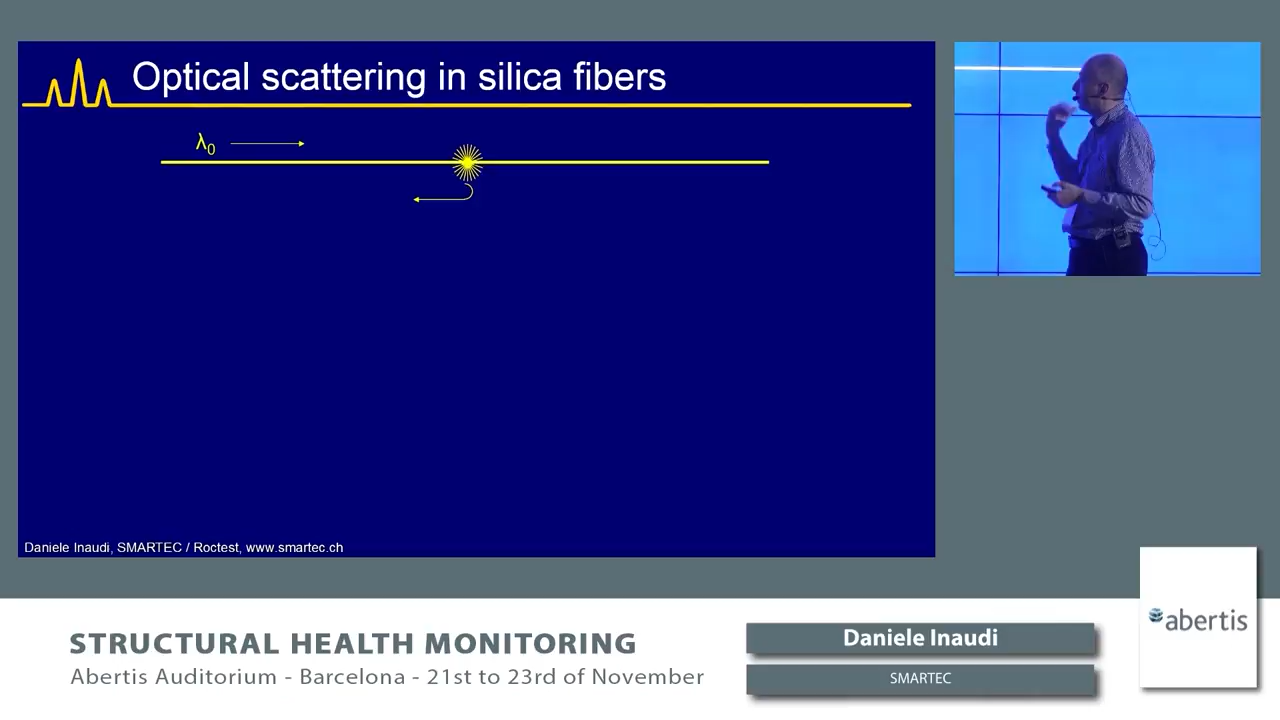 Optical scattering in silica fibers
λ0
Daniele Inaudi, SMARTEC / Roctest, www.smartec.ch
STRUCTURAL HEALTH MONITORING
Abertis Auditorium - Barcelona - 21st to 23rd of November
Daniele Inaudi
SMARTEC
abertis